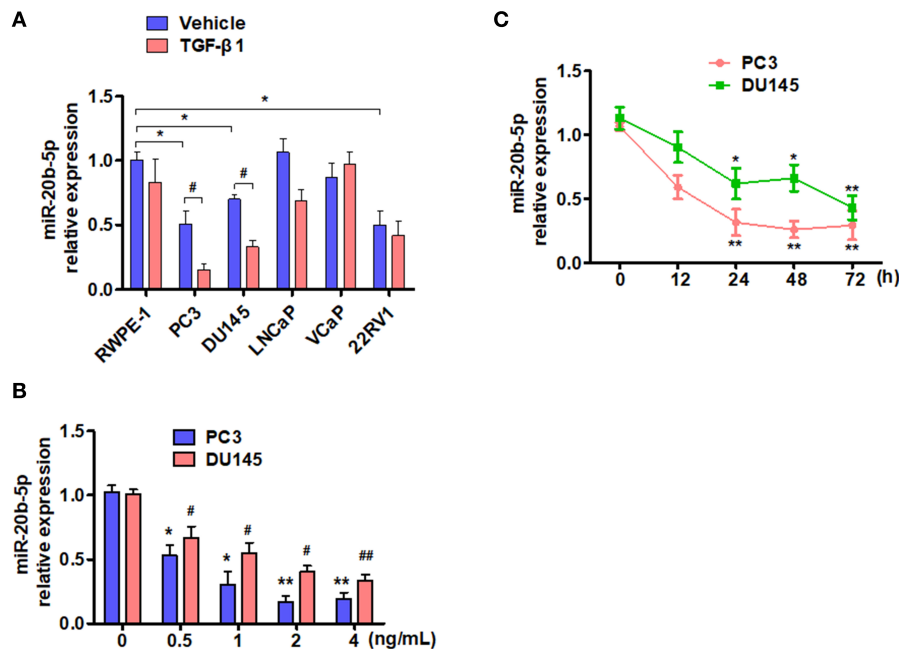 A
Vehicle
TGF-β1
miR-20b-5p
relative expression
1.5
1.0
0.5
0.0
*
*
*
#
#
RWPE-1
PC3
DU145
LNCaP
VCaP
22RV1
C
PC3
DU145
miR-20b-5p
relative expression
1.5
1.0
0.5
0.0
*
*
**
**
**
**
0
12
24
48
72
(h)
B
PC3
DU145
miR-20b-5p
relative expression
1.5
1.0
0.5
0.0
*
#
*
#
**
#
**
##
0
0.5
1
2
4
(ng/mL)